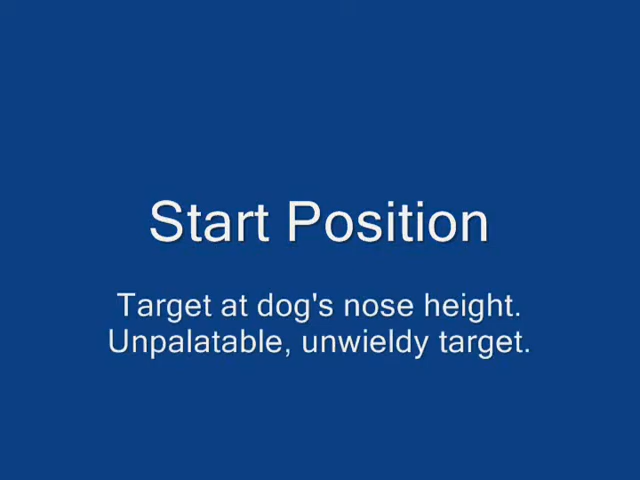 Start Position
Target at dog's nose height.
Unpalatable, unwieldy target.